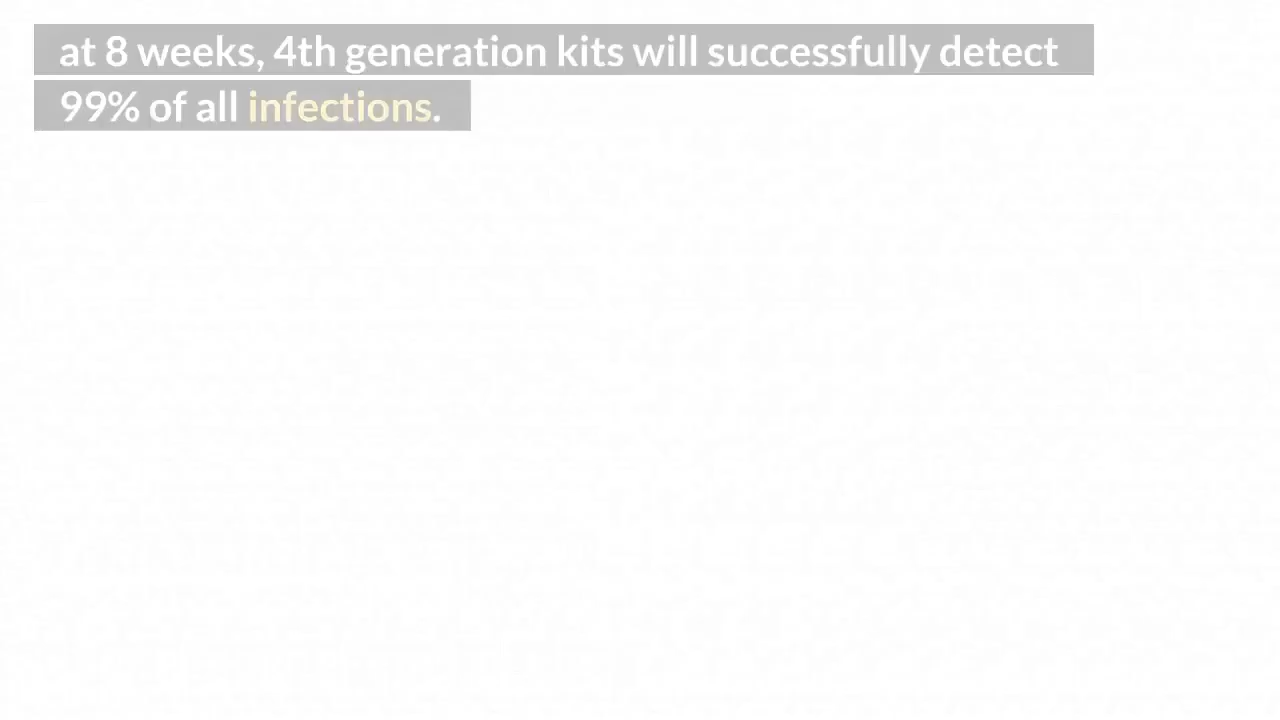 at 8 weeks, 4th generation kits will successfully detect
99% of all infections.